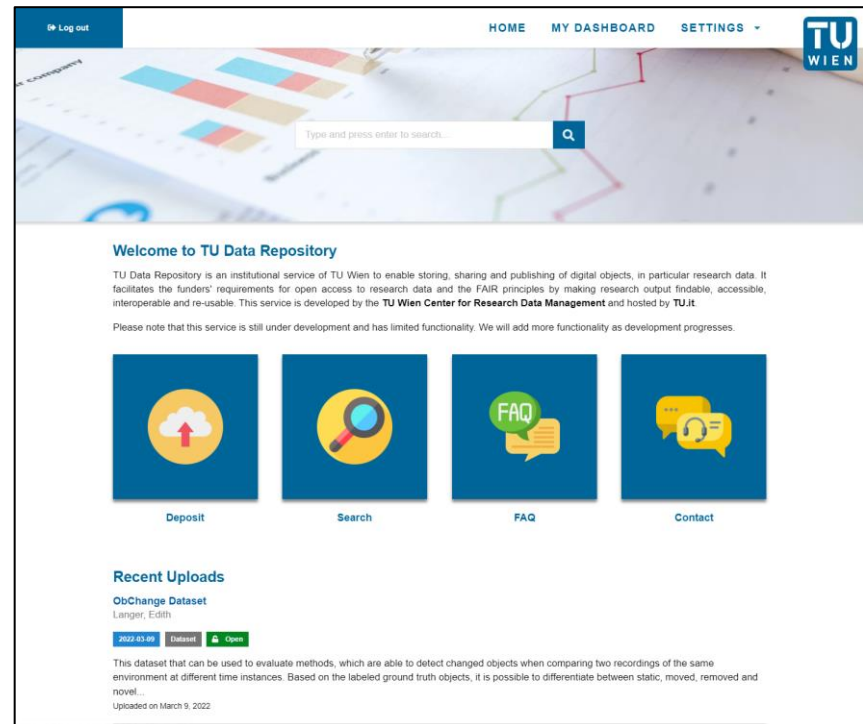 Log out
HOME MY DASHBOARD SETTINGS
TU
WIEN
company
Type and press enter to search...
Welcome to TU Data Repository
TU Data Repository is an institutional service of TU Wien to enable storing, sharing and publishing of digital objects, in particular research data. It
facilitates the funders' requirements for open access to research data and the FAIR principles by making research output findable, accessible,
interoperable and re-usable. This service is developed by the TU Wien Center for Research Data Management and hosted by TU.it.
Please note that this service is still under development and has limited functionality. We will add more functionality as development progresses.
FAQ
Deposit Search FAQ Contact
Recent Uploads
ObChange Dataset
Langer, Edith
2022-03-09 Dataset Open
This dataset that can be used to evaluate methods, which are able to detect changed objects when comparing two recordings of the same
environment at different time instances. Based on the labeled ground truth objects, it is possible to differentiate between static, moved, removed and
novel...
Uploaded on March 9, 2022